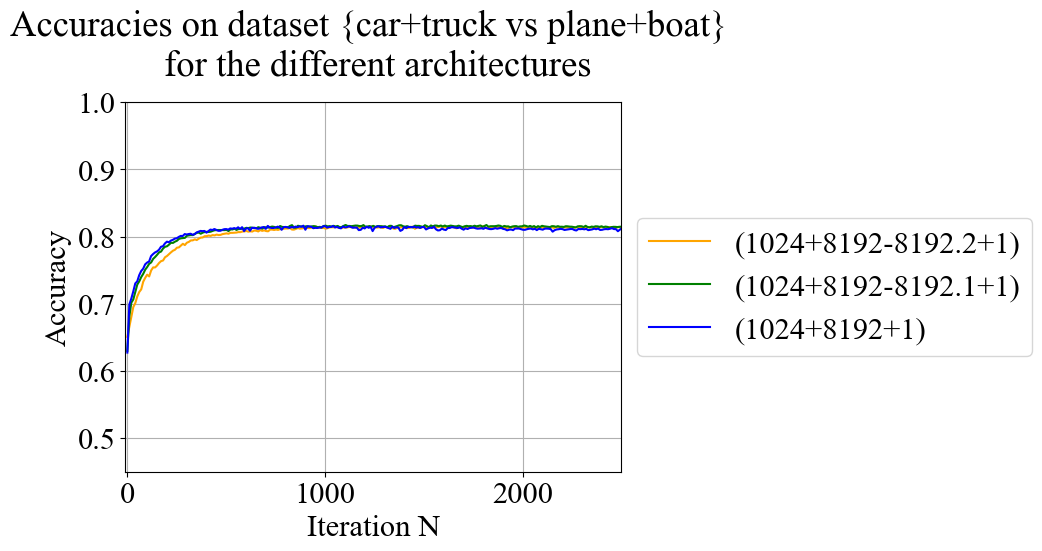 Accuracies on dataset {car+truck vs plane+boat}
for the different architectures
1.0
0.9
0.8
0.7
0.6
0.5
Accuracy
0 1000 2000
Iteration N
(1024+8192-8192.2+1)
(1024+8192-8192.1+1)
(1024+8192+1)